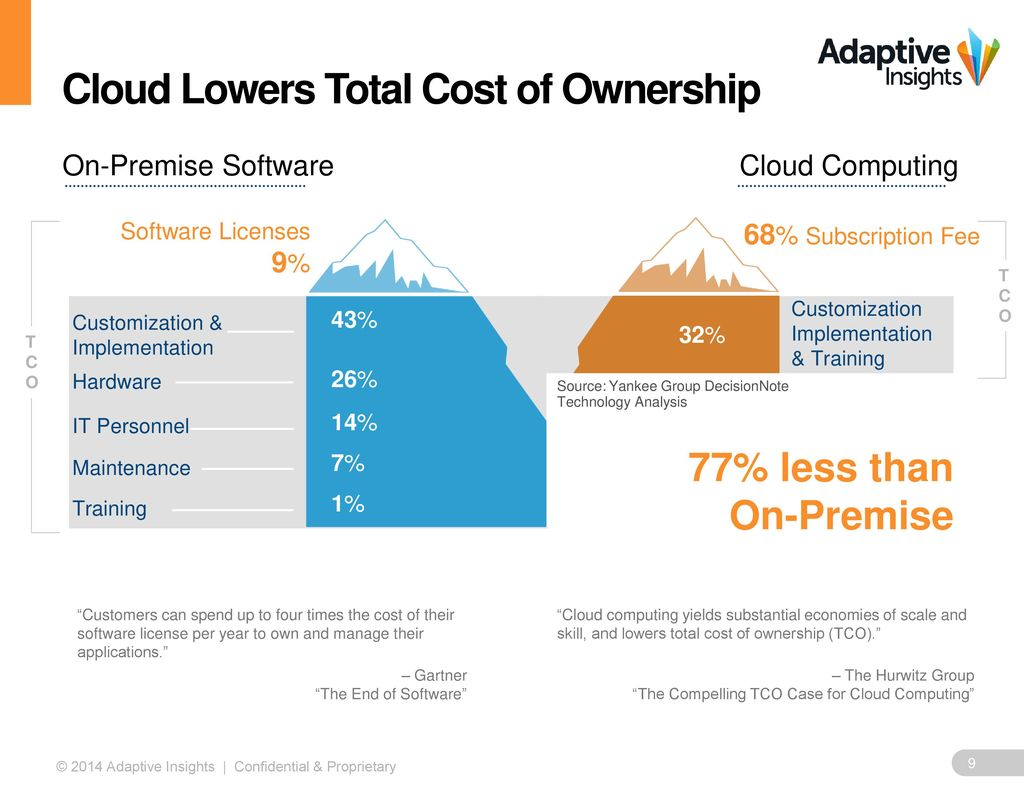 Adaptive
Insights
Cloud Lowers Total Cost of Ownership
On-Premise Software
Cloud Computing
Software Licenses
9%
68% Subscription Fee
T
C
O
Customization &
Implementation
43%
Hardware
26%
IT Personnel
14%
Maintenance
7%
Training
1%
32%
Customization
Implementation
& Training
T
C
O
Source: Yankee Group DecisionNote
Technology Analysis
77% less than
On-Premise
“Customers can spend up to four times the cost of their
software license per year to own and manage their
applications.”
– Gartner
“The End of Software”
“Cloud computing yields substantial economies of scale and
skill, and lowers total cost of ownership (TCO).”
– The Hurwitz Group
“The Compelling TCO Case for Cloud Computing”
© 2014 Adaptive Insights | Confidential & Proprietary
9